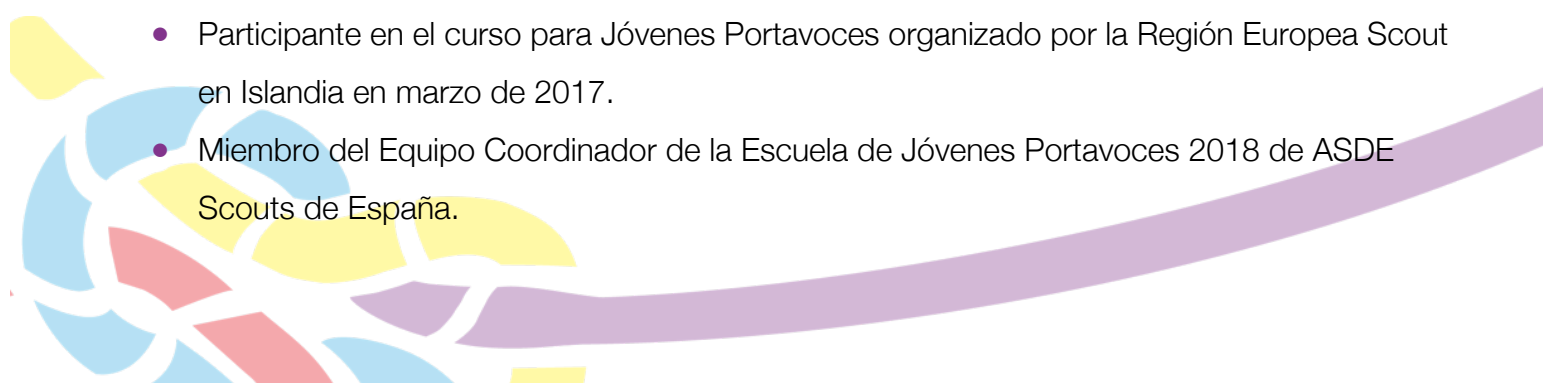 • Participante en el curso para Jóvenes Portavoces organizado por la Región Europea Scout
en Islandia en marzo de 2017.
• Miembro del Equipo Coordinador de la Escuela de Jóvenes Portavoces 2018 de ASDE
Scouts de España.